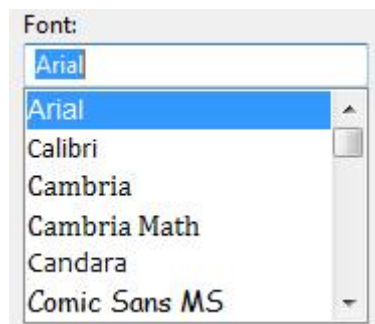 Font:
Arial
Arial
Calibri
Cambria
Cambria Math
Candara
Comic Sans MS